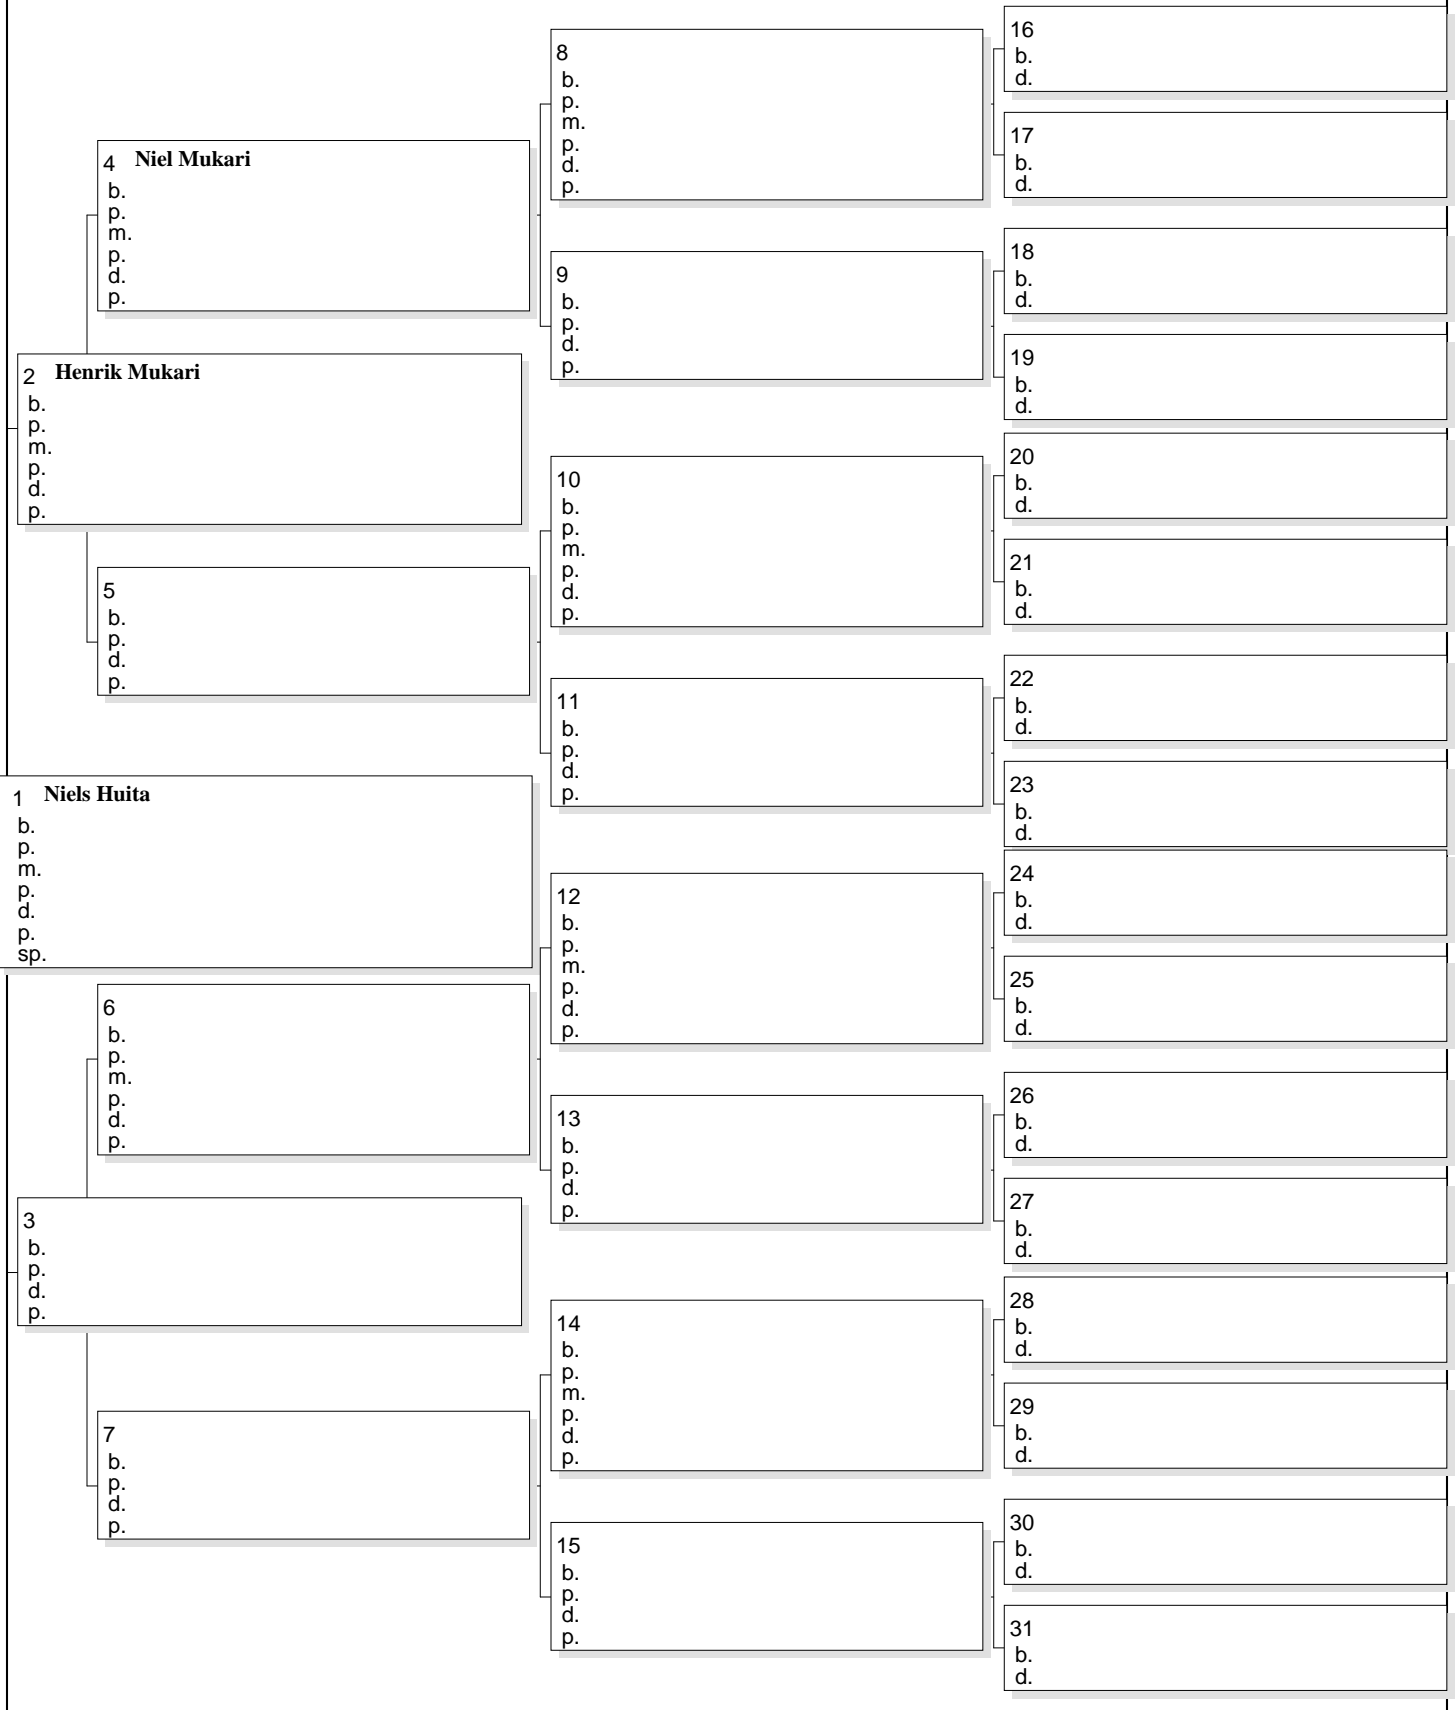 4 Niel Mukari
b.
p.
m.
p.
d.
p.
2 Henrik Mukari
b.
p.
m.
p.
d.
p.
5
b.
p.
d.
p.
1 Niels Huita
b.
p.
m.
p.
d.
p.
sp.
6
b.
p.
m.
p.
d.
p.
3
b.
p.
d.
p.
7
b.
p.
d.
p.
8
b.
p.
m.
p.
d.
p.
9
b.
p.
d.
p.
10
b.
p.
m.
p.
d.
p.
11
b.
p.
d.
p.
12
b.
p.
m.
p.
d.
p.
13
b.
p.
d.
p.
14
b.
p.
m.
p.
d.
p.
15
b.
p.
d.
p.
16
b.
d.
17
b.
d.
18
b.
d.
19
b.
d.
20
b.
d.
21
b.
d.
22
b.
d.
23
b.
d.
24
b.
d.
25
b.
d.
26
b.
d.
27
b.
d.
28
b.
d.
29
b.
d.
30
b.
d.
31
b.
d.